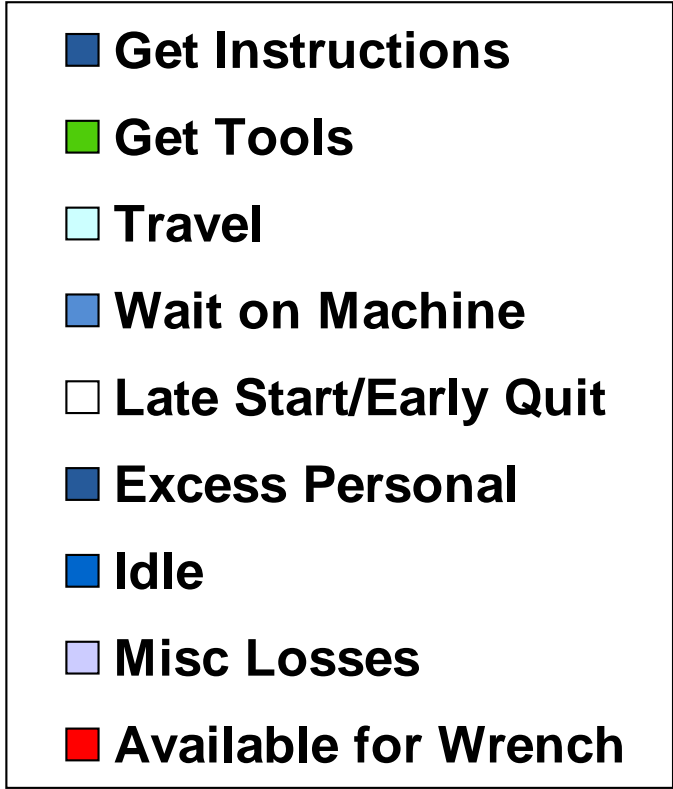 Get Instructions
Get Tools
Travel
Wait on Machine
Late Start/Early Quit
Excess Personal
Idle
Misc Losses
Available for Wrench